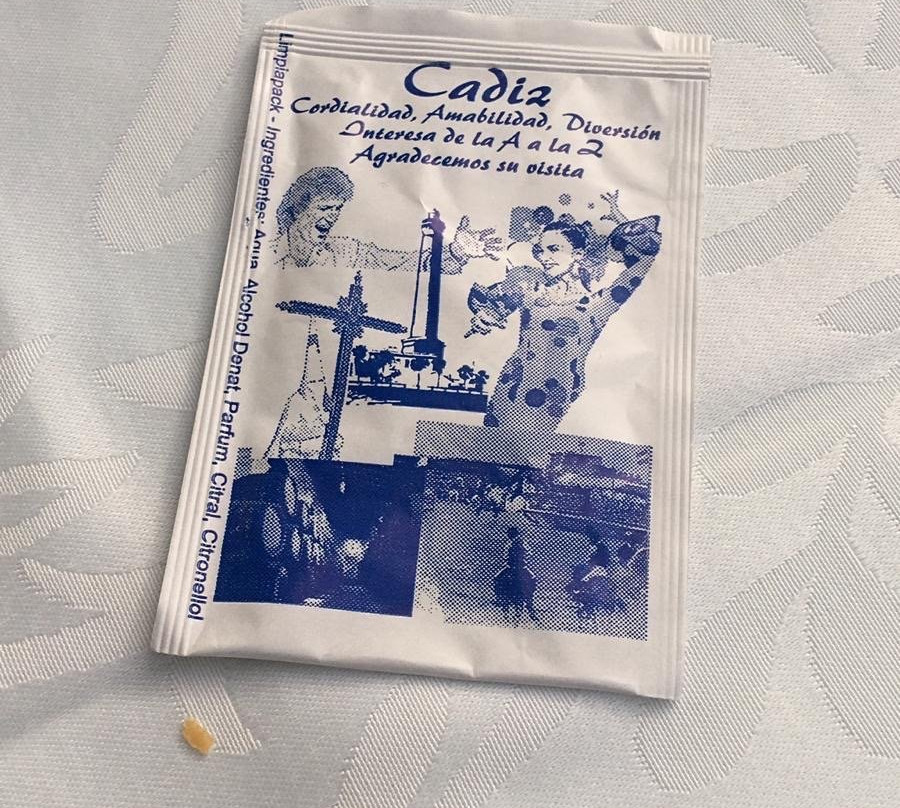 Cadiz
Cordialidad, Amabilidad, Diversión
Interesa de la A a la Z
Agradecemos su visita
Limpiapack - Ingredientes: Aqua, Alcohol Denat, Parfum, Citral, Citronellol